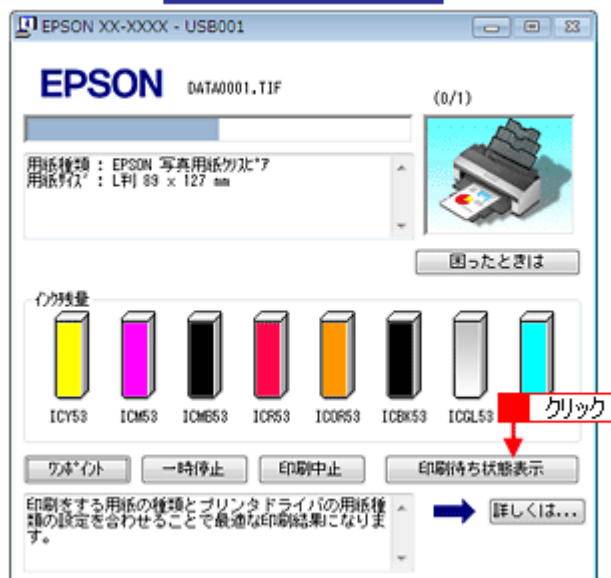 EPSON XX-XXXX - USB001
EPSON DATA0001.TIF
(0/1)
用紙種類 : EPSON 写真用紙クリスピア
用紙サイズ : L判 89 x 127 mm
困ったときは
インク残量
ICY53 ICM53 ICMB53 ICR53 ICOR53 ICBK53 ICGL53
クリック
ワンポイント 一時停止 印刷中止 印刷待ち状態表示
印刷をする用紙の種類とプリンタドライバの用紙種
類の設定を合わせることで最適な印刷結果になりま
す。
詳しくは...